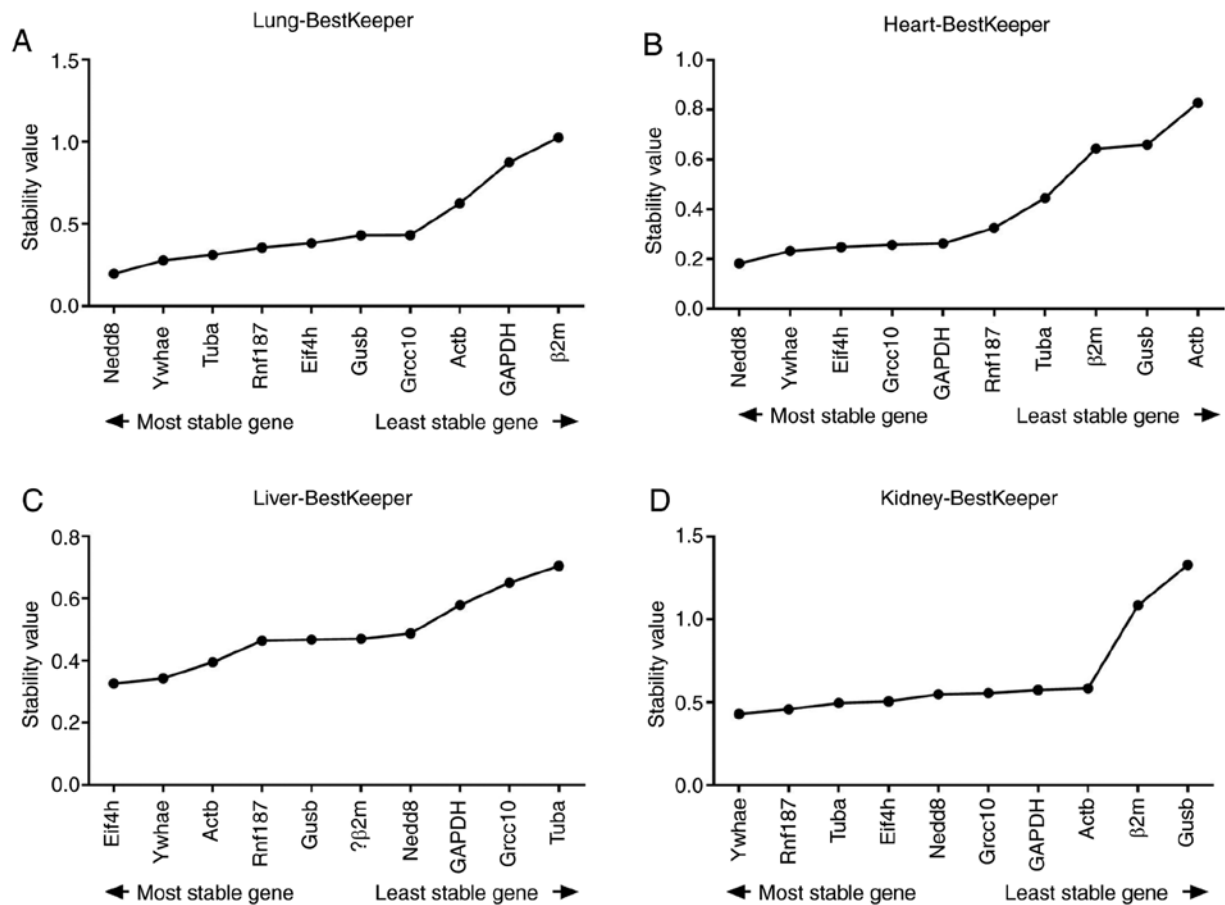 A
Lung-BestKeeper
Stability value
1.5
1.0
0.5
0.0
Nedd8
Ywhae
Tuba
Rnf187
Eif4h
Gusb
Grcc10
Actb
GAPDH
β2m
Most stable gene
Least stable gene
B
Heart-BestKeeper
Stability value
1.0
0.8
0.6
0.4
0.2
0.0
Nedd8
Ywhae
Eif4h
Grcc10
GAPDH
Rnf187
Tuba
β2m
Gusb
Actb
Most stable gene
Least stable gene
C
Liver-BestKeeper
Stability value
0.8
0.6
0.4
0.2
0.0
Eif4h
Ywhae
Actb
Rnf187
Gusb
?β2m
Nedd8
GAPDH
Grcc10
Tuba
Most stable gene
Least stable gene
D
Kidney-BestKeeper
Stability value
1.5
1.0
0.5
0.0
Ywhae
Rnf187
Tuba
Eif4h
Nedd8
Grcc10
GAPDH
Actb
β2m
Gusb
Most stable gene
Least stable gene